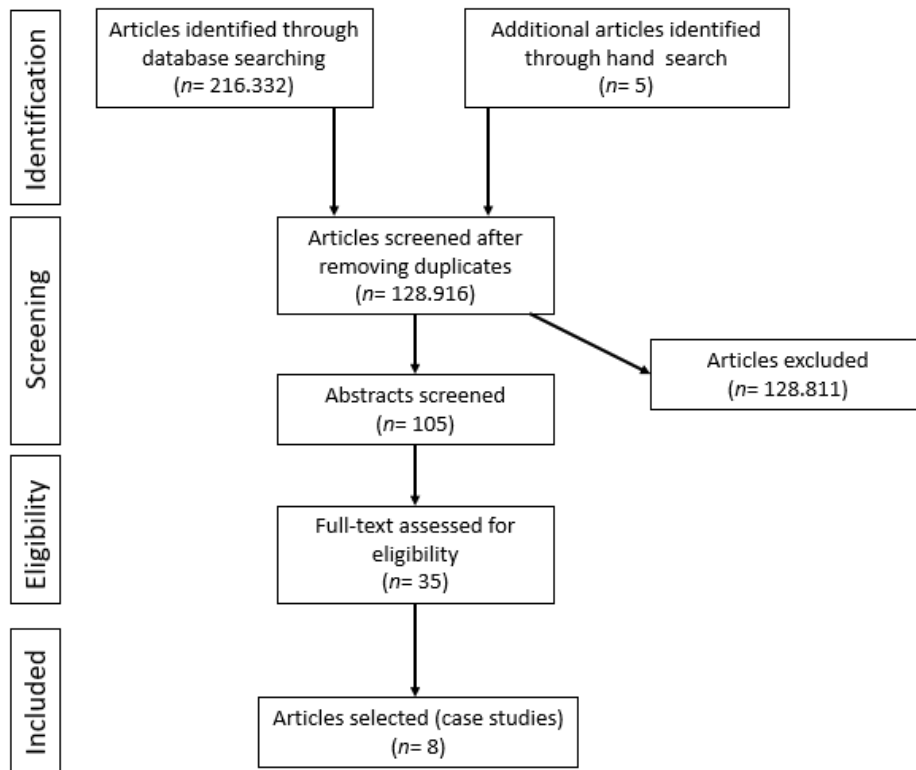 Identification
Articles identified through
database searching
(n= 216.332)
Additional articles identified
through hand search
(n= 5)
Screening
Articles screened after
removing duplicates
(n= 128.916)
Articles excluded
(n= 128.811)
Abstracts screened
(n= 105)
Eligibility
Full-text assessed for
eligibility
(n= 35)
Included
Articles selected (case studies)
(n= 8)